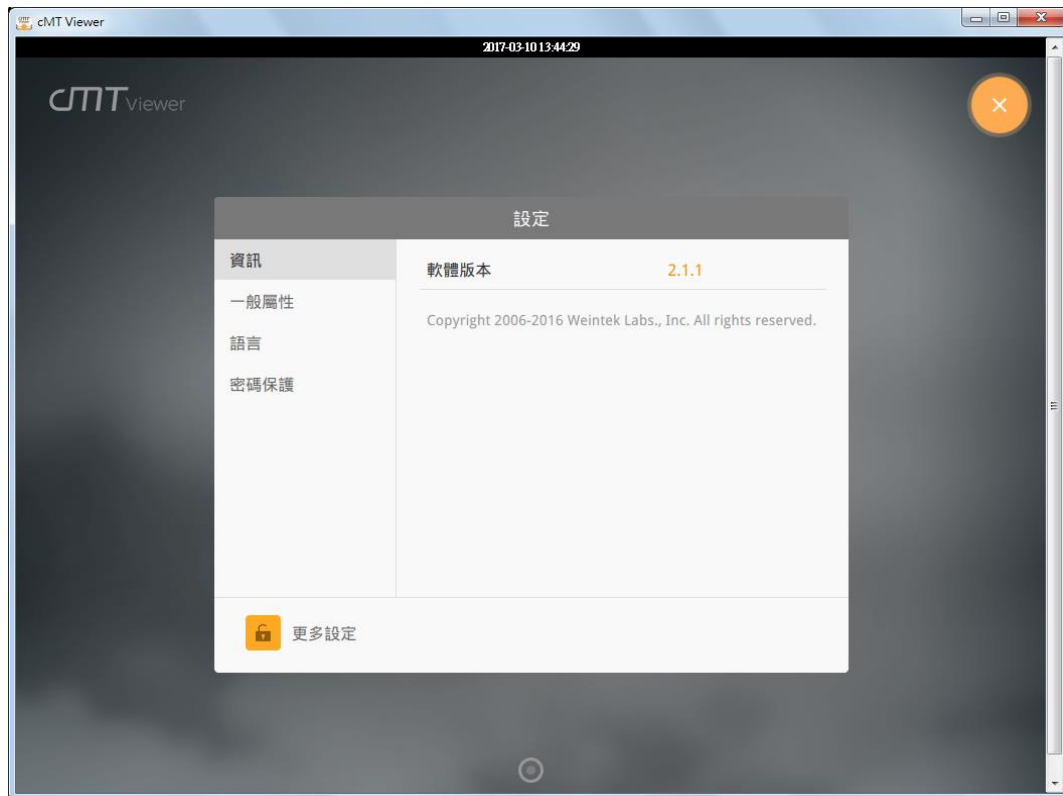 cMT Viewer
2017-03-10 13:44:29
cMT Viewer
設定
資訊
軟體版本 2.1.1
一般屬性
Copyright 2006-2016 Weintek Labs., Inc. All rights reserved.
語言
密碼保護
更多設定